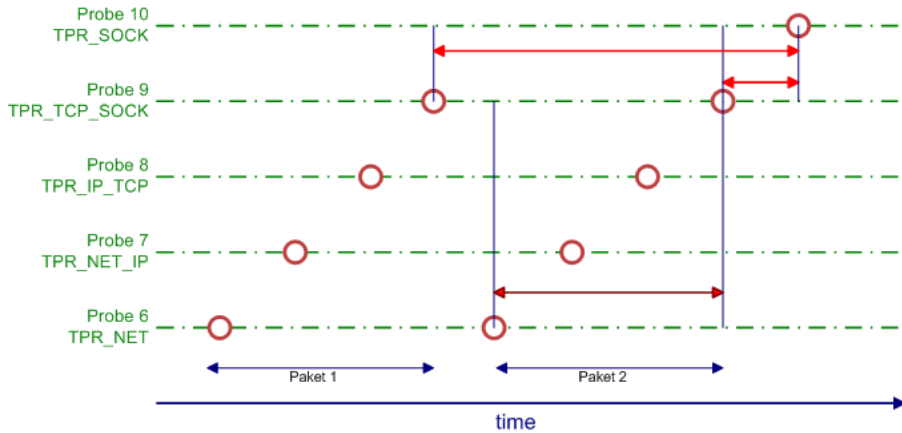 Probe 10
TPR_SOCK
Probe 9
TPR_TCP_SOCK
Probe 8
TPR_IP_TCP
Probe 7
TPR_NET_IP
Probe 6
TPR_NET
Paket 1
Paket 2
time